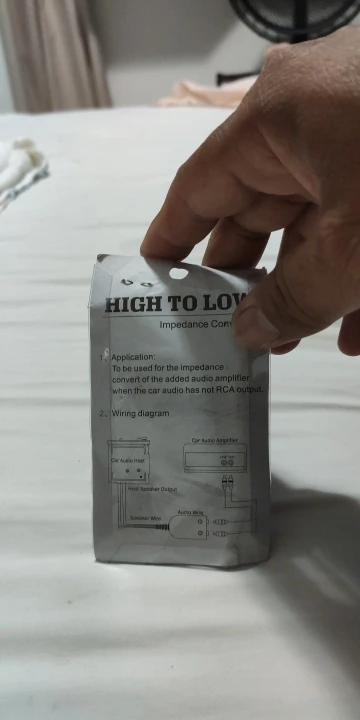 HIGH TO LOW
Impedance Conv
1. Application:
To be used for the impedance
convert of the added audio amplifier
when the car audio has not RCA output.
2. Wiring diagram
Car Audio Amplifier
Car Audio Host
Host Speaker Output
Audio Wire
Speaker Wire